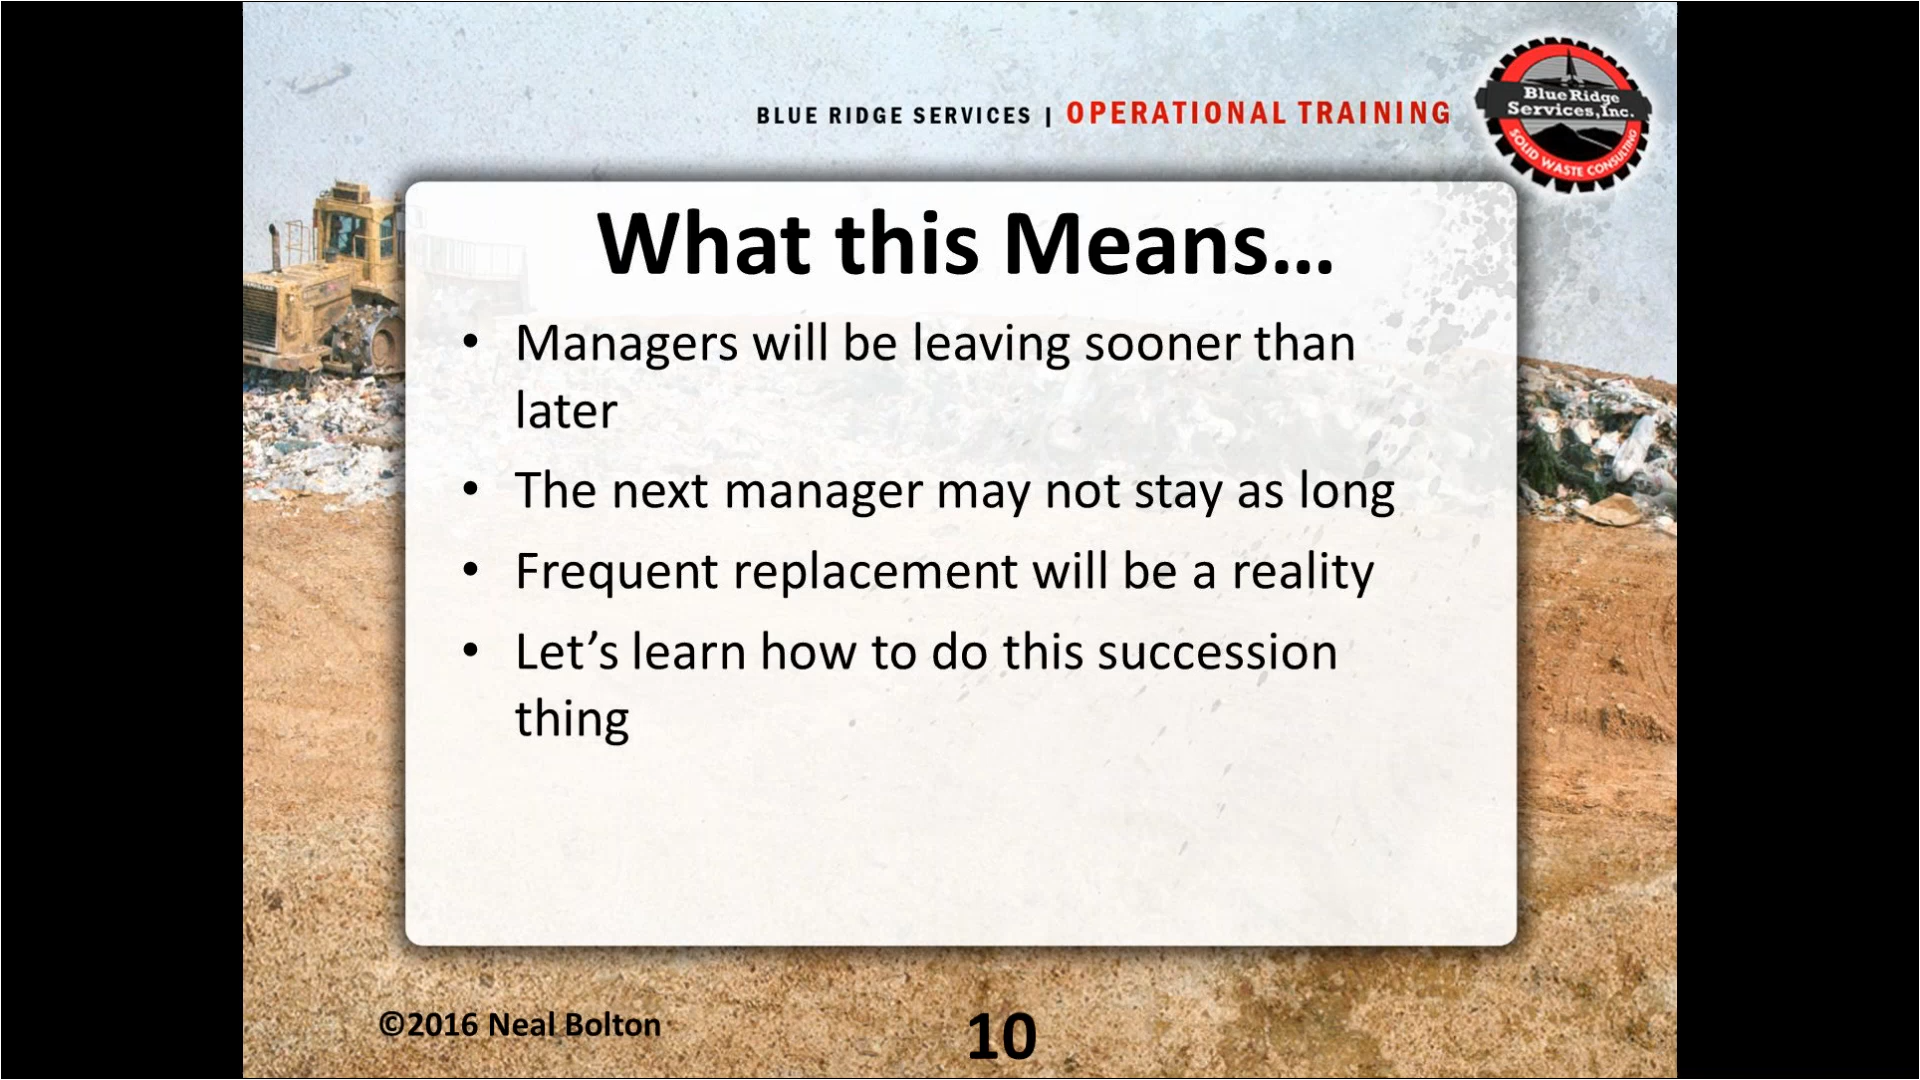 BLUE RIDGE SERVICES | OPERATIONAL TRAINING
Blue Ridge
Services, Inc.
SOLID WASTE CONSULTING
What this Means...
• Managers will be leaving sooner than
later
• The next manager may not stay as long
• Frequent replacement will be a reality
• Let’s learn how to do this succession
thing
©2016 Neal Bolton
10